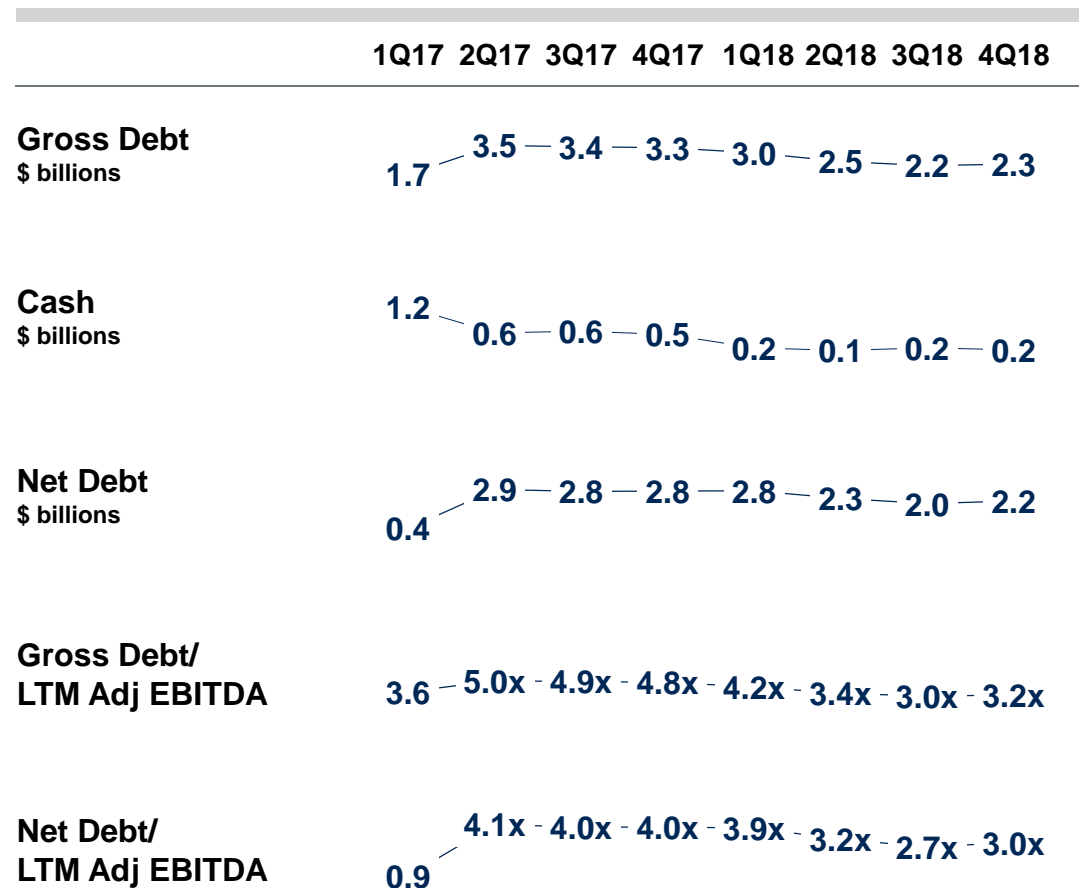 1Q17 2Q17 3Q17 4Q17 1Q18 2Q18 3Q18 4Q18
Gross Debt
$ billions
1.7 3.5 3.4 3.3 3.0 2.5 2.2 2.3
Cash
$ billions
1.2 0.6 0.6 0.5 0.2 0.1 0.2 0.2
Net Debt
$ billions
0.4 2.9 2.8 2.8 2.8 2.3 2.0 2.2
Gross Debt/
LTM Adj EBITDA
3.6 5.0x 4.9x 4.8x 4.2x 3.4x 3.0x 3.2x
Net Debt/
LTM Adj EBITDA
0.9 4.1x 4.0x 4.0x 3.9x 3.2x 2.7x 3.0x